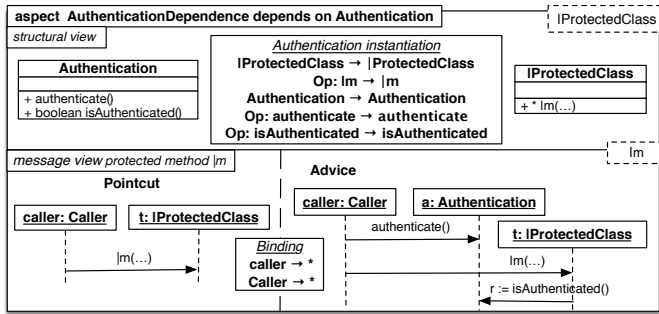 aspect AuthenticationDependence depends on Authentication
|ProtectedClass
structural view
Authentication
+ authenticate()
+ boolean isAuthenticated()
Authentication instantiation
|ProtectedClass → |ProtectedClass
Op: |m → |m
Authentication → Authentication
Op: authenticate → authenticate
Op: isAuthenticated → isAuthenticated
|ProtectedClass
+ * |m(...)
message view protected method |m
|m
Pointcut
caller: Caller
t: |ProtectedClass
|m(...)
Binding
caller → *
Caller → *
Advice
caller: Caller
a: Authentication
authenticate()
t: |ProtectedClass
|m(...)
r := isAuthenticated()